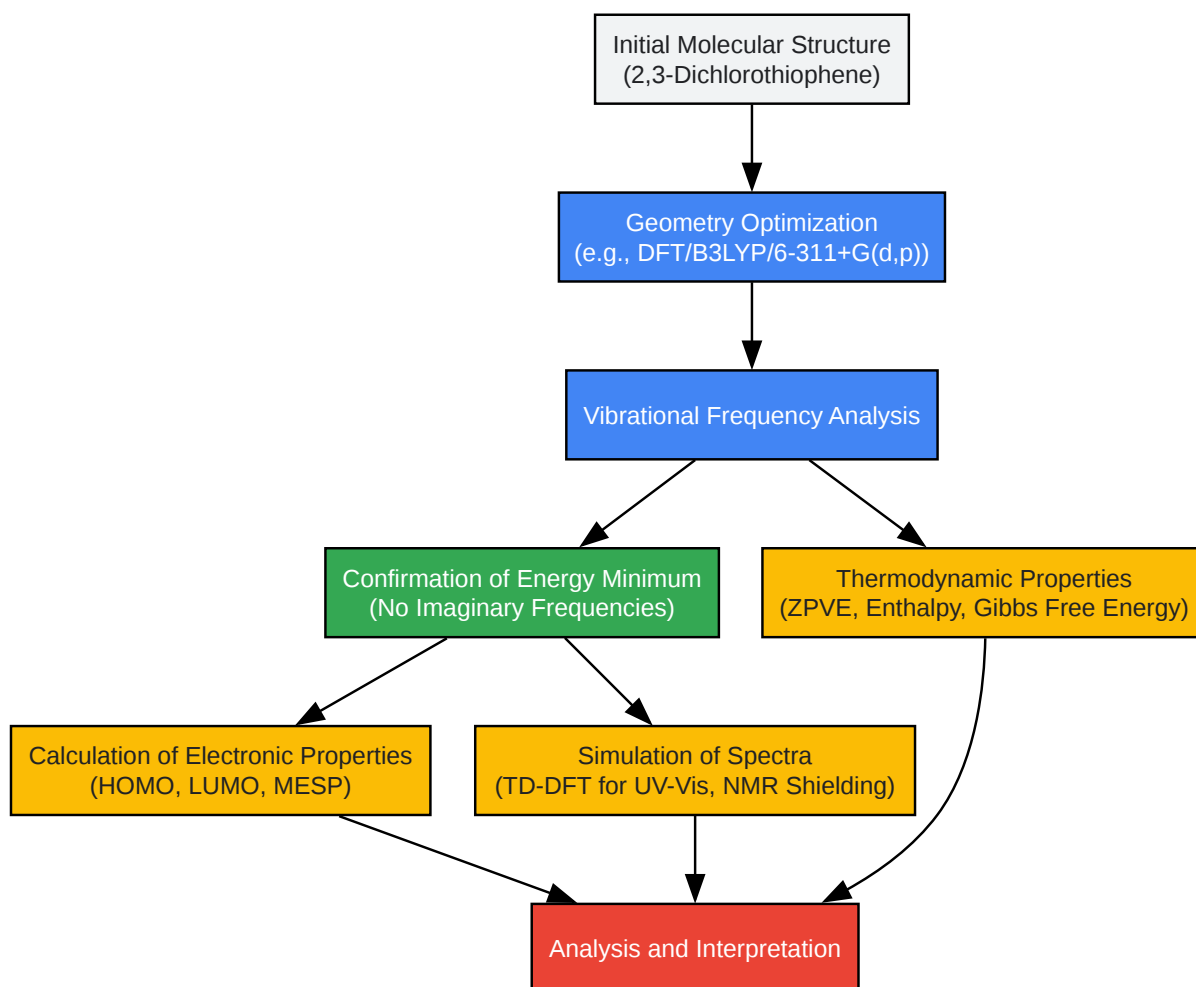 Initial Molecular Structure
(2,3-Dichlorothiophene)
Geometry Optimization
(e.g., DFT/B3LYP/6-311+G(d,p))
Vibrational Frequency Analysis
Confirmation of Energy Minimum
(No Imaginary Frequencies)
Thermodynamic Properties
(ZPVE, Enthalpy, Gibbs Free Energy)
Calculation of Electronic Properties
(HOMO, LUMO, MESP)
Simulation of Spectra
(TD-DFT for UV-Vis, NMR Shielding)
Analysis and Interpretation